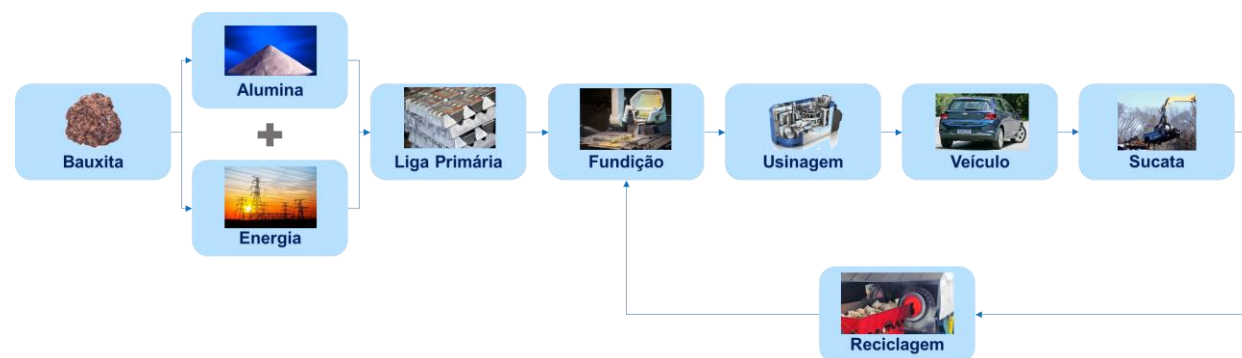 Bauxita
Alumina
Energia
Liga Primária
Fundição
Usinagem
Veículo
Sucata
Reciclagem